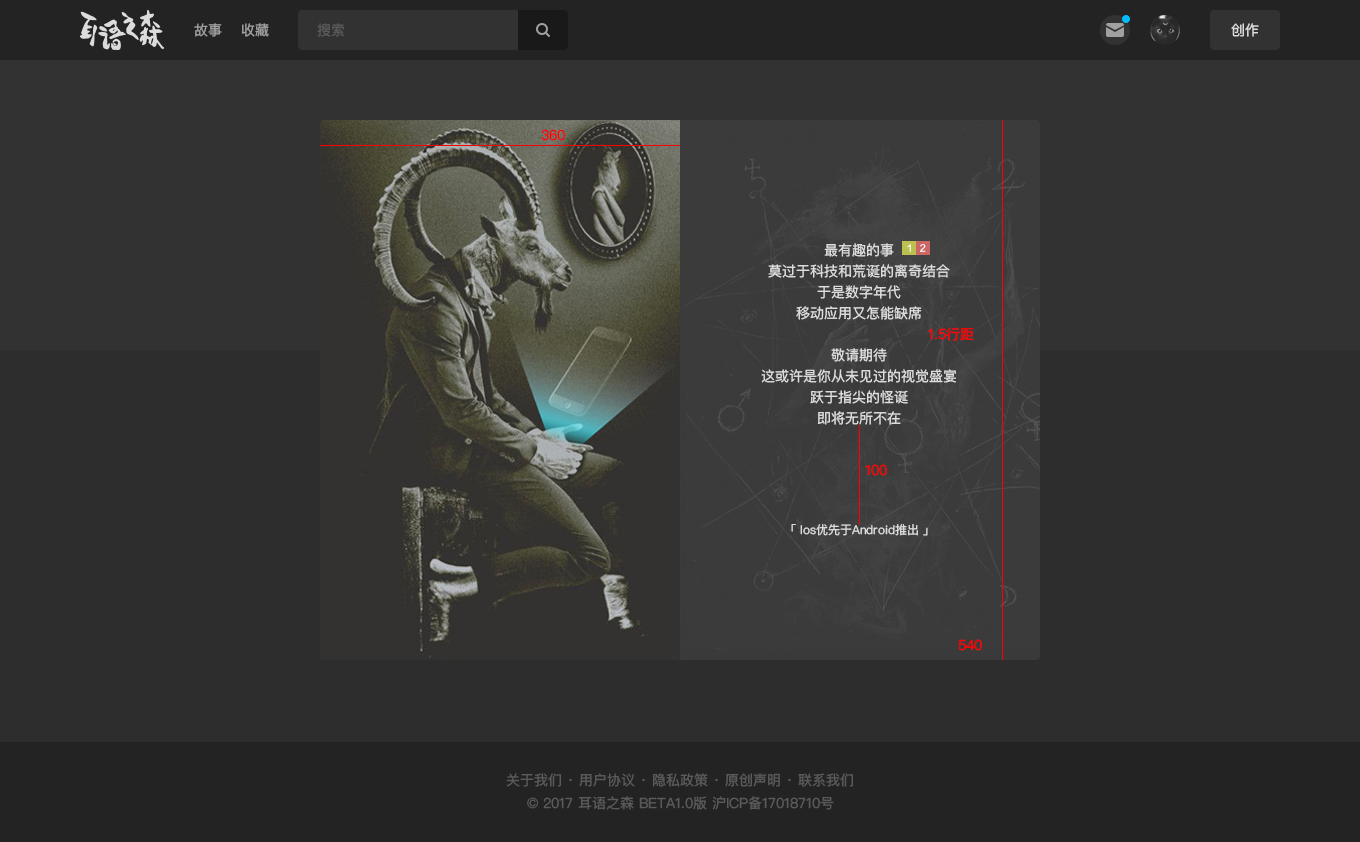 耳语之森
故事 收藏 搜索 创作
360
最有趣的事 1 2
莫过于科技和荒诞的离奇结合
于是数字年代
移动应用又怎能缺席
1.5行距
敬请期待
这或许是你从未见过的视觉盛宴
跃于指尖的怪诞
即将无所不在
100
「 Ios优先于Android推出 」
540
关于我们 · 用户协议 · 隐私政策 · 原创声明 · 联系我们
© 2017 耳语之森 BETA1.0版 沪ICP备17018710号